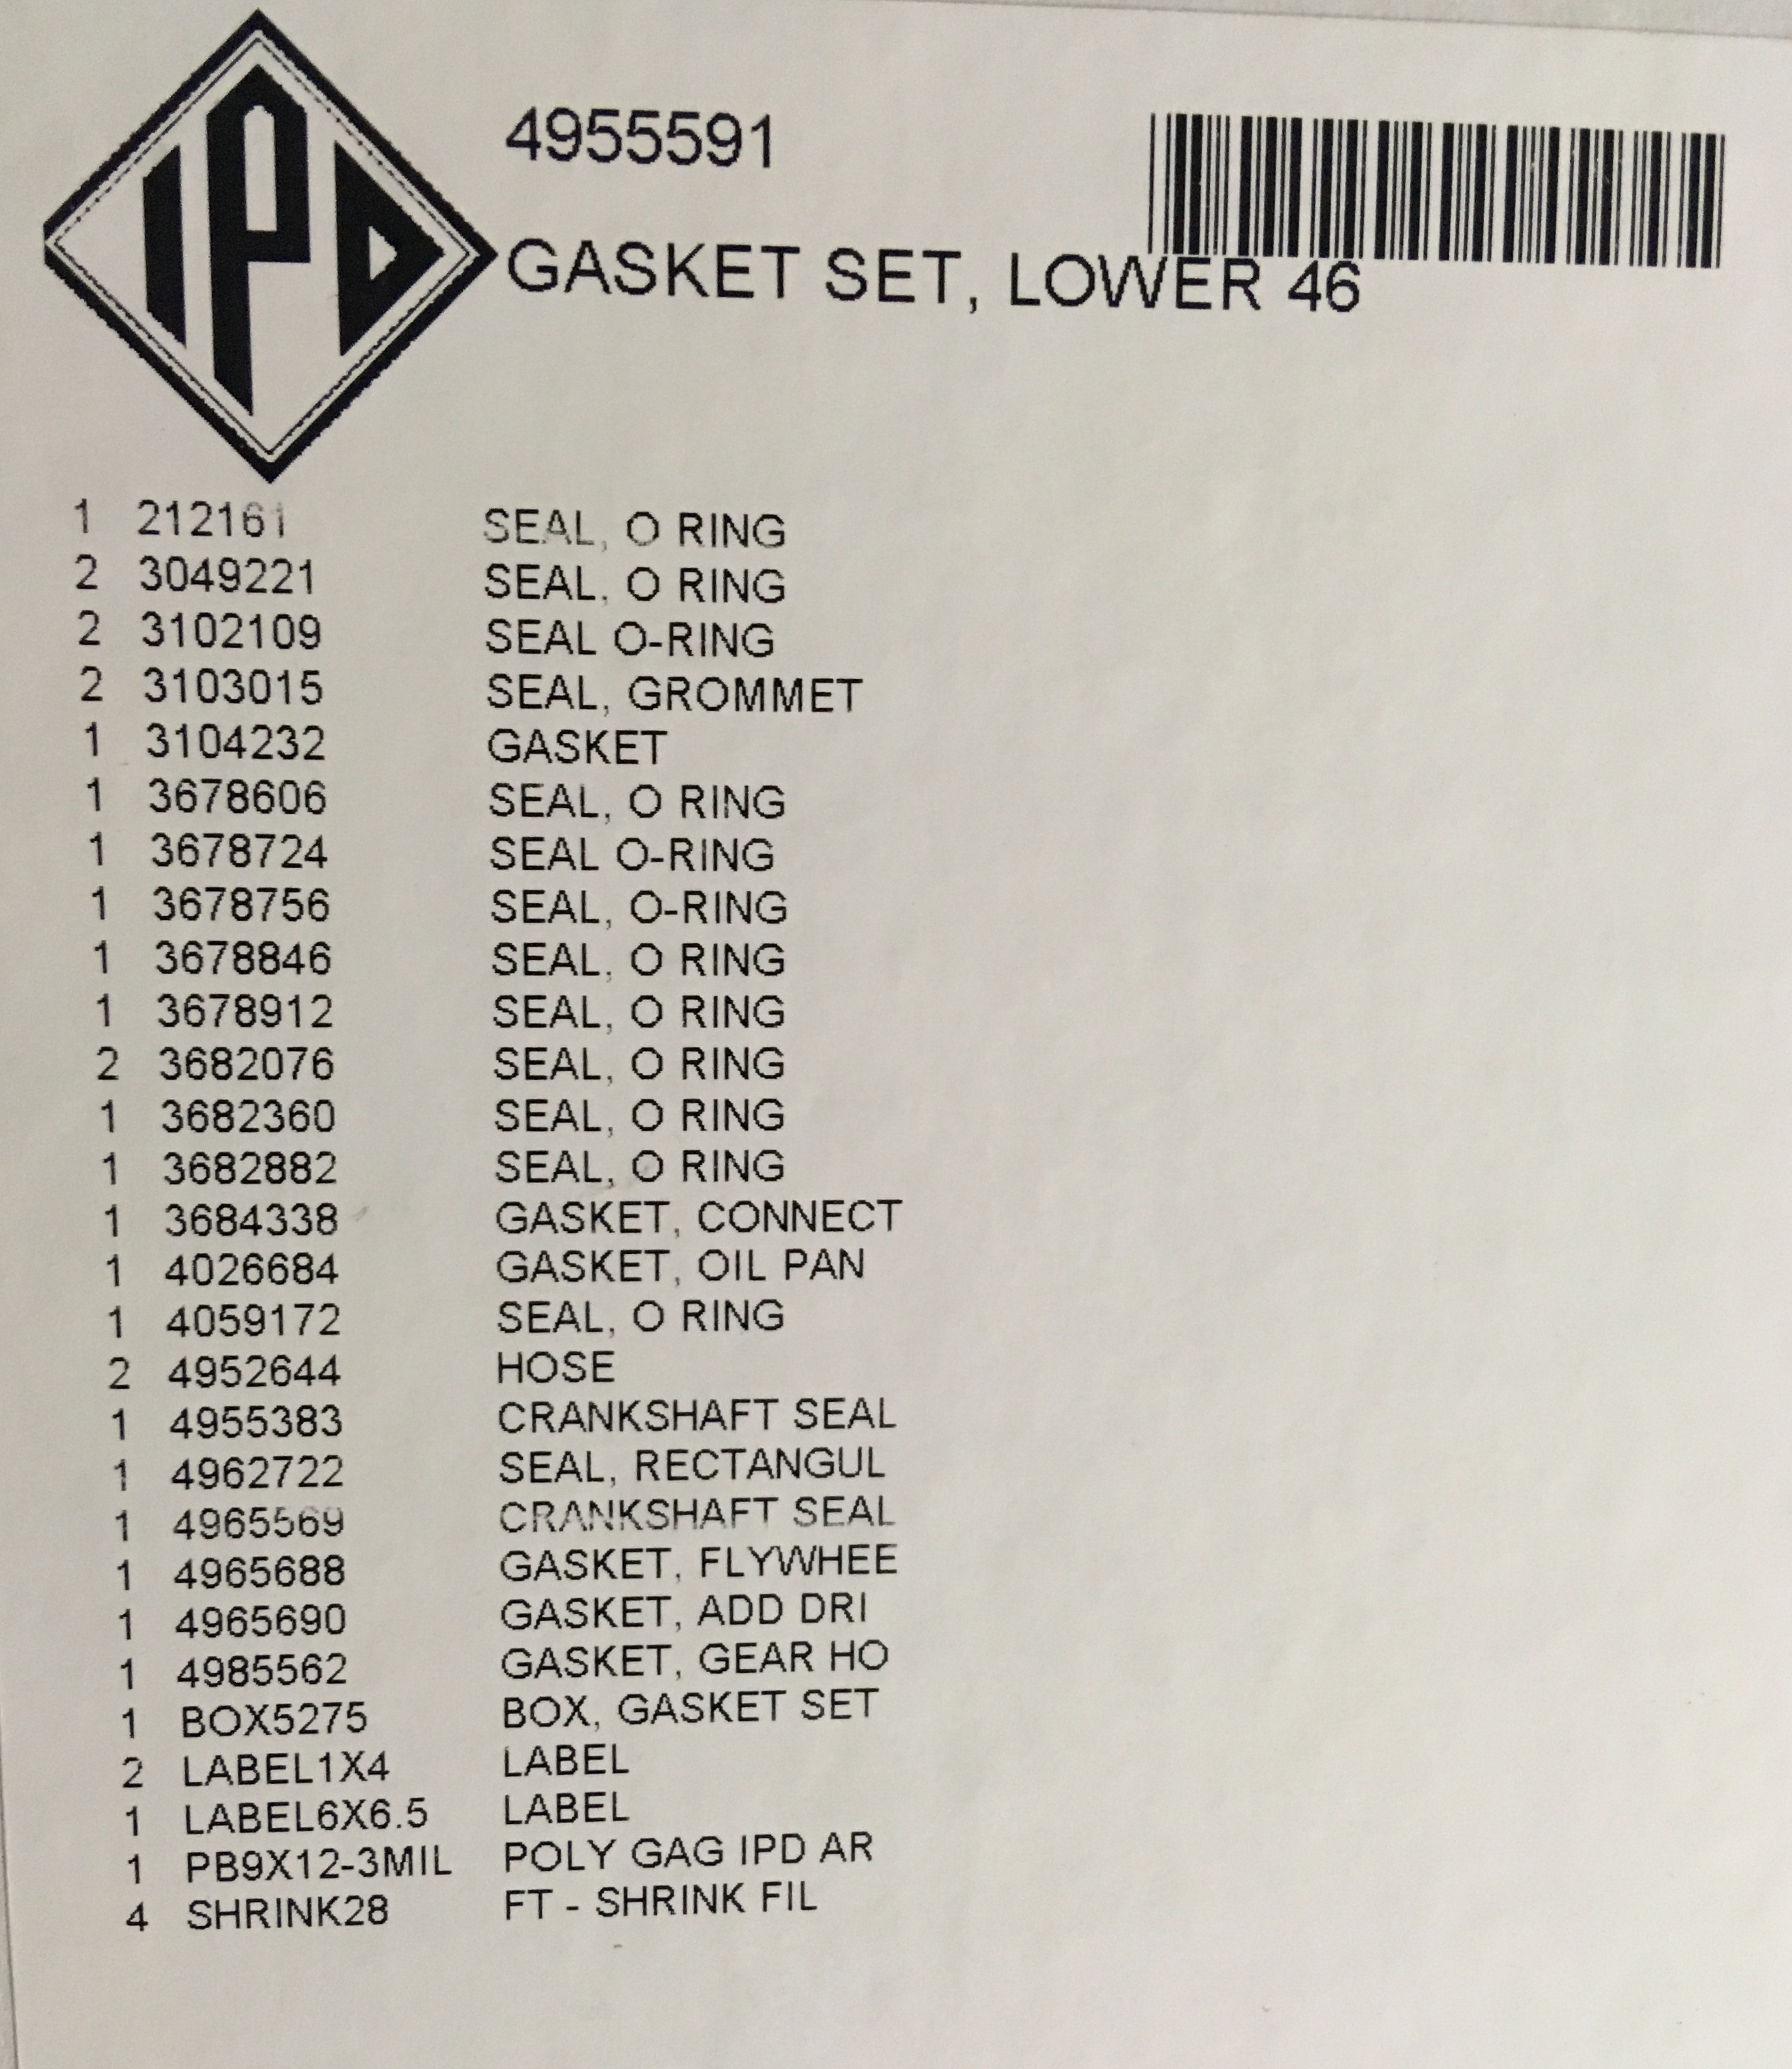 IPD
4955591
GASKET SET, LOWER 46
1 212161 SEAL, O RING
2 3049221 SEAL, O RING
2 3102109 SEAL O-RING
2 3103015 SEAL, GROMMET
1 3104232 GASKET
1 3678606 SEAL, O RING
1 3678724 SEAL O-RING
1 3678756 SEAL, O-RING
1 3678846 SEAL, O RING
1 3678912 SEAL, O RING
2 3682076 SEAL, O RING
1 3682360 SEAL, O RING
1 3682882 SEAL, O RING
1 3684338 GASKET, CONNECT
1 4026684 GASKET, OIL PAN
1 4059172 SEAL, O RING
2 4952644 HOSE
1 4955383 CRANKSHAFT SEAL
1 4962722 SEAL, RECTANGUL
1 4965569 CRANKSHAFT SEAL
1 4965688 GASKET, FLYWHEE
1 4965690 GASKET, ADD DRI
1 4985562 GASKET, GEAR HO
1 BOX5275 BOX, GASKET SET
2 LABEL1X4 LABEL
1 LABEL6X6.5 LABEL
1 PB9X12-3MIL POLY GAG IPD AR
4 SHRINK28 FT - SHRINK FIL